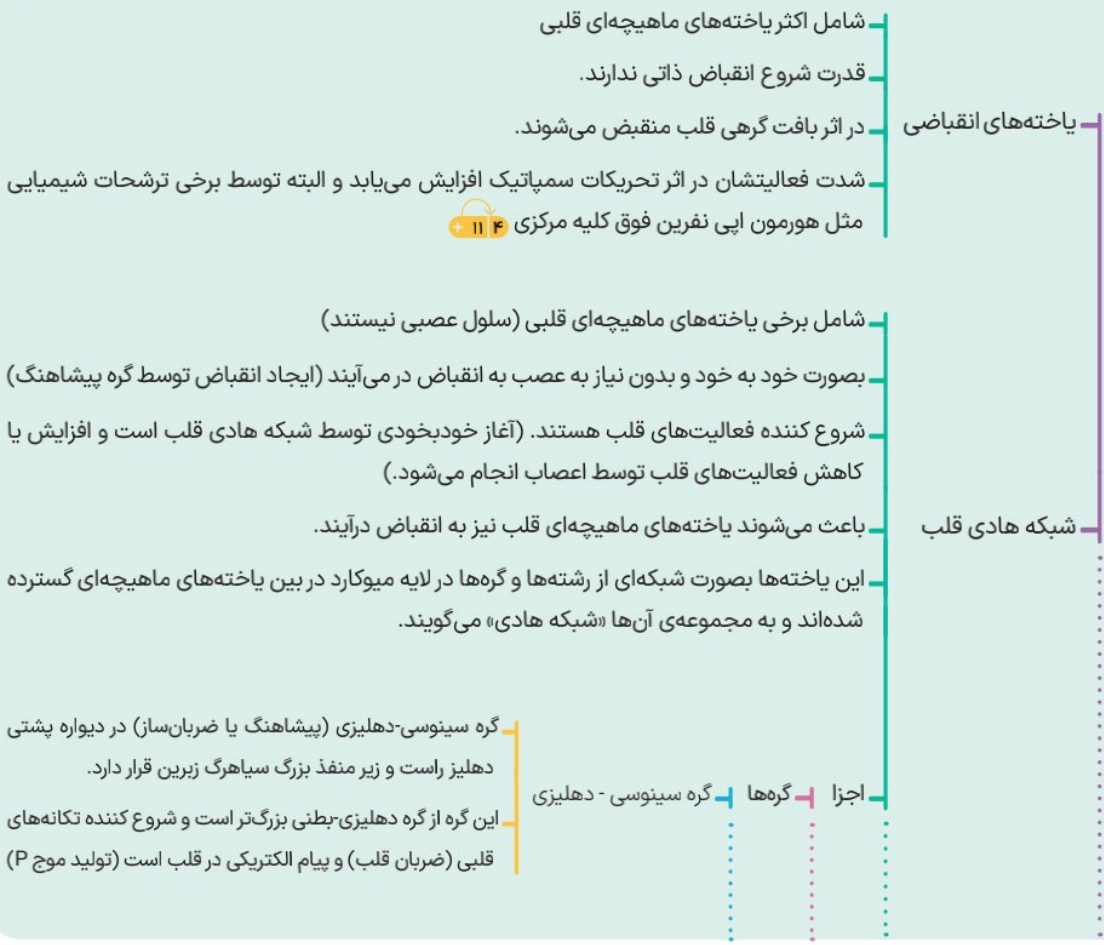 یاخته‌های انقباضی
شامل اکثر یاخته‌های ماهیچه‌ای قلبی
قدرت شروع انقباض ذاتی ندارند.
در اثر بافت گرهی قلب منقبض می‌شوند.
شدت فعالیتشان در اثر تحریکات سمپاتیک افزایش می‌یابد و البته توسط برخی ترشحات شیمیایی
مثل هورمون اپی نفرین فوق کلیه مرکزی ۴ ۱۱ +
شبکه هادی قلب
شامل برخی یاخته‌های ماهیچه‌ای قلبی (سلول عصبی نیستند)
بصورت خود به خود و بدون نیاز به عصب به انقباض در می‌آیند (ایجاد انقباض توسط گره پیشاهنگ)
شروع کننده فعالیت‌های قلب هستند. (آغاز خودبخودی توسط شبکه هادی قلب است و افزایش یا
کاهش فعالیت‌های قلب توسط اعصاب انجام می‌شود.)
باعث می‌شوند یاخته‌های ماهیچه‌ای قلب نیز به انقباض درآیند.
این یاخته‌ها بصورت شبکه‌ای از رشته‌ها و گره‌ها در لایه میوکارد در بین یاخته‌های ماهیچه‌ای گسترده
شده‌اند و به مجموعه‌ی آن‌ها «شبکه هادی» می‌گویند.
اجزا
گره‌ها
گره سینوسی - دهلیزی
گره سینوسی-دهلیزی (پیشاهنگ یا ضربان‌ساز) در دیواره پشتی
دهلیز راست و زیر منفذ بزرگ سیاهرگ زبرین قرار دارد.
این گره از گره دهلیزی-بطنی بزرگ‌تر است و شروع کننده تکانه‌های
قلبی (ضربان قلب) و پیام الکتریکی در قلب است (تولید موج P)